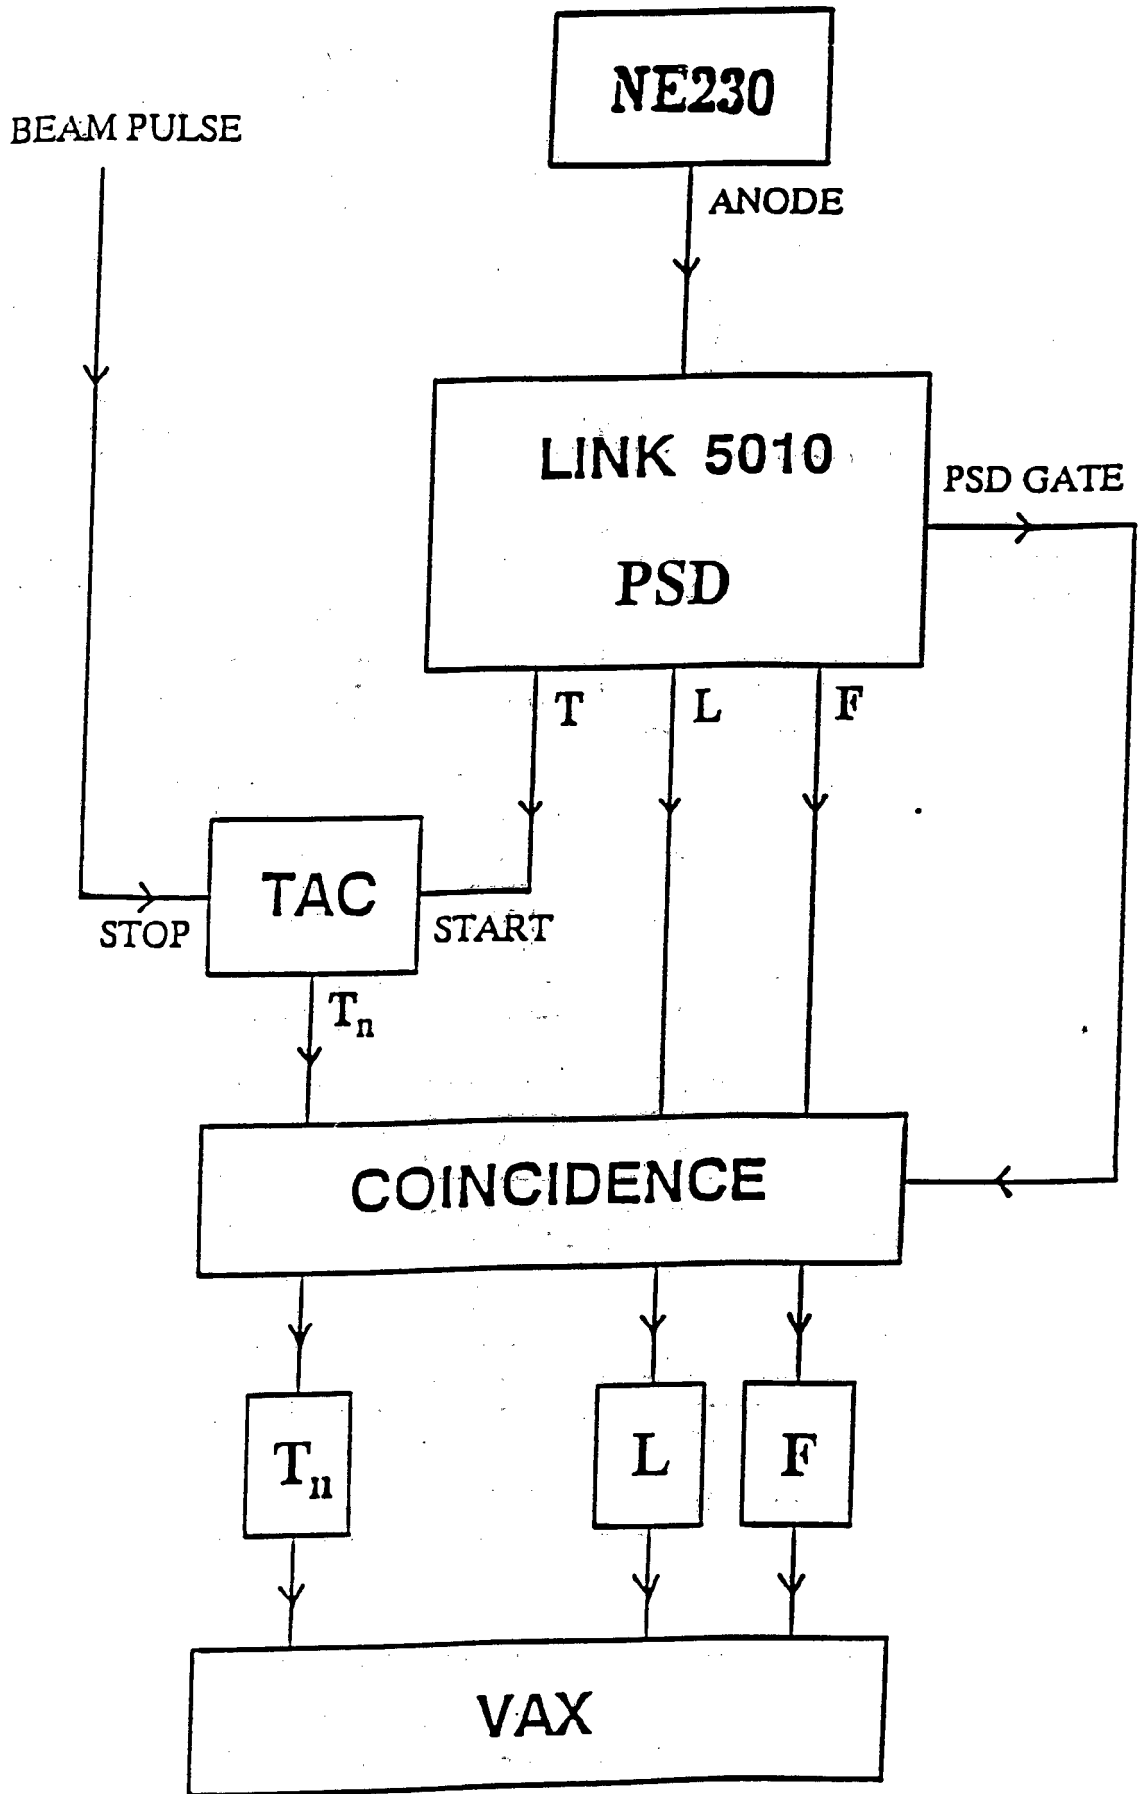 NE230
BEAM PULSE
ANODE
LINK 5010
PSD
PSD GATE
T
L
F
TAC
STOP
START
Tn
COINCIDENCE
Tn
L
F
VAX